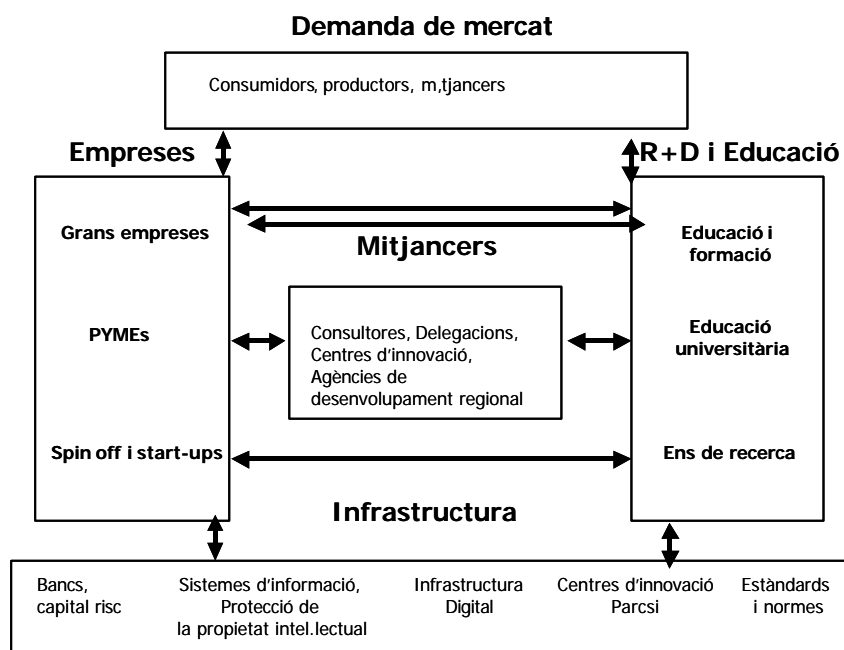 Demanda de mercat
Consumidors, productors, m,tjancers
Empreses
R+D i Educació
Grans empreses
Mitjancers
Educació i
formació
PYMEs
Consultores, Delegacions,
Centres d'innovació,
Agències de
desenvolupament regional
Educació
universitària
Spin off i start-ups
Ens de recerca
Infrastructura
Bancs,
capital risc
Sistemes d'informació,
Protecció de
la propietat intel.lectual
Infrastructura
Digital
Centres d'innovació
Parcsi
Estàndards
i normes